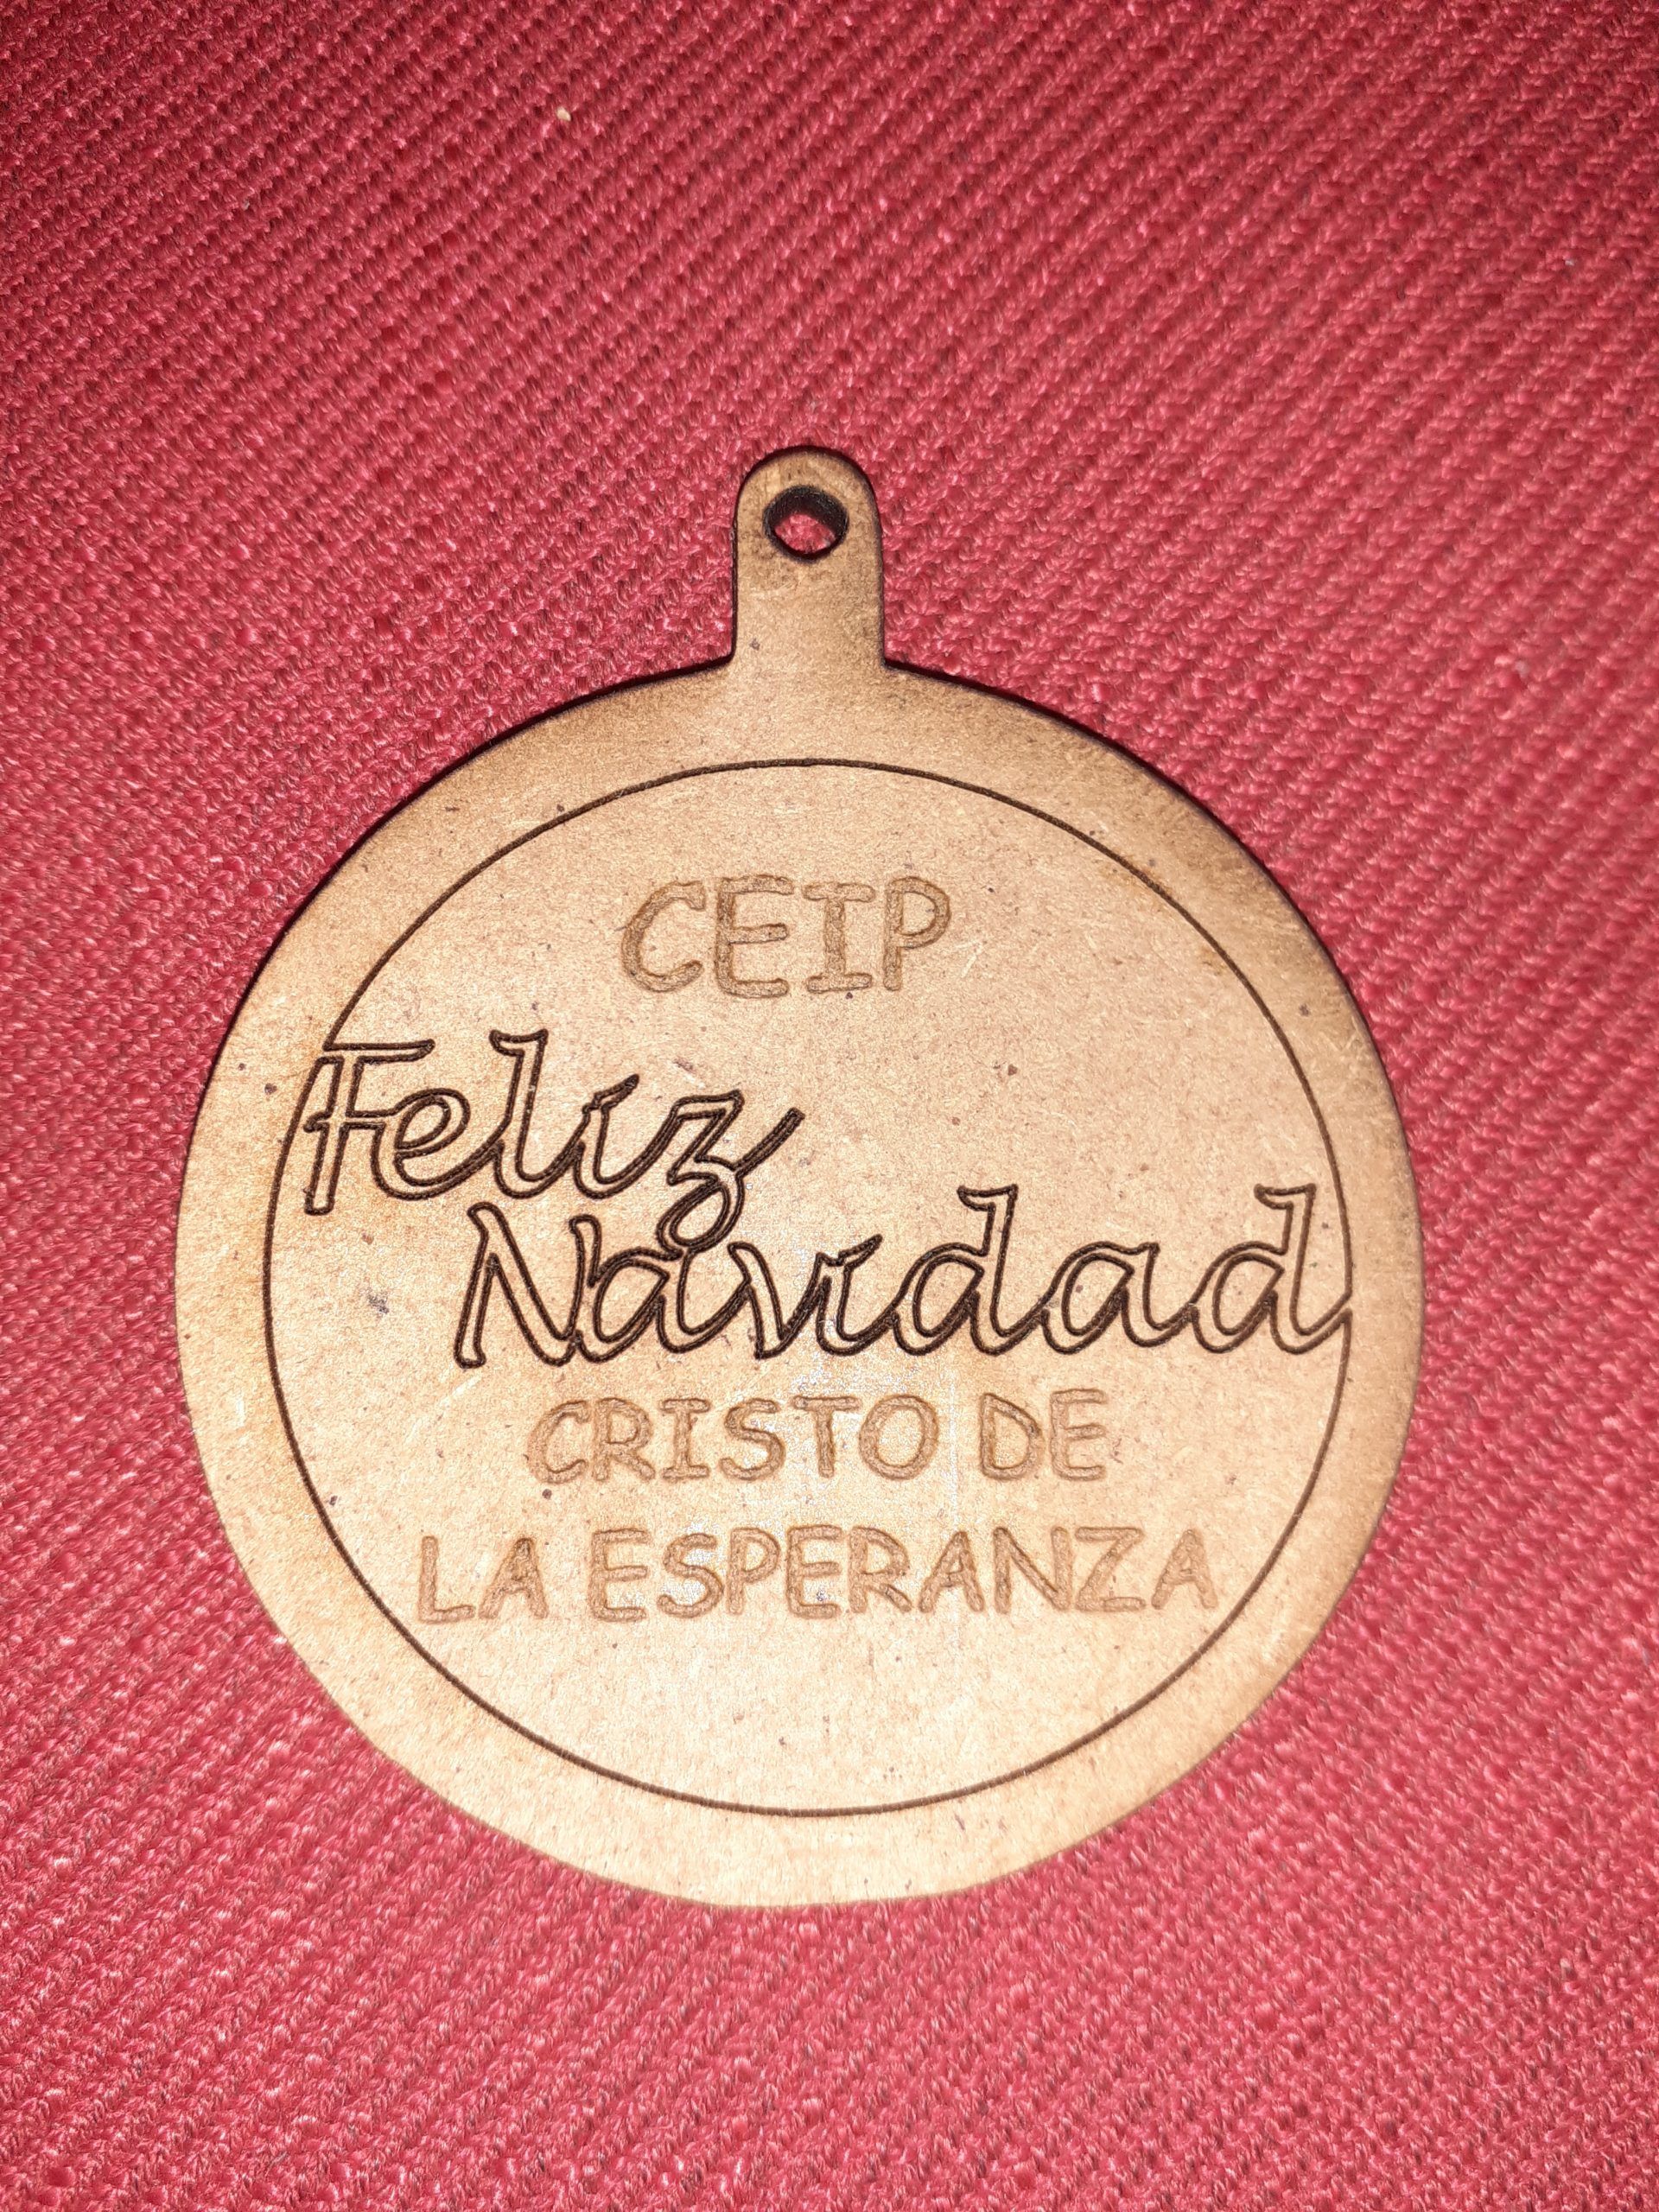 CEIP
Feliz
Navidad
CRISTO DE
LA ESPERANZA